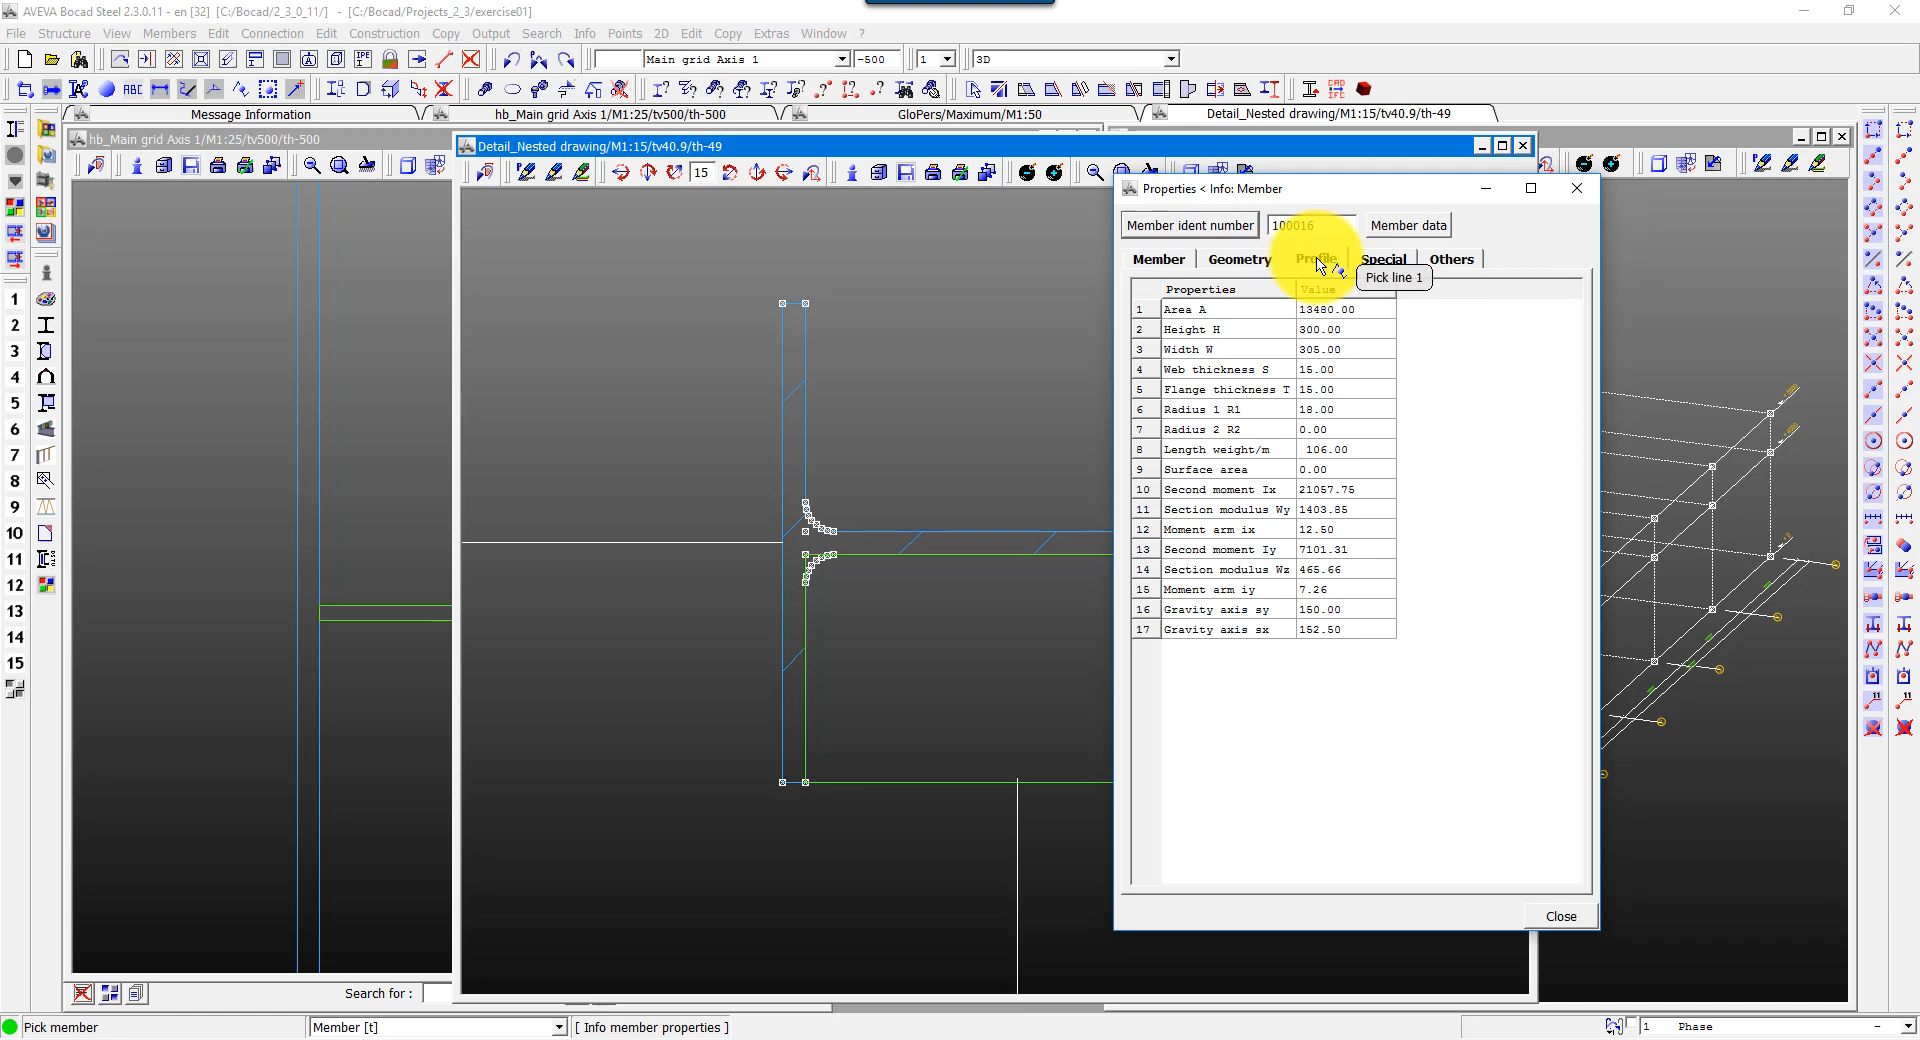 AVEVA Bocad Steel 2.3.0.11 - en [32] [C:/Bocad/2_3_0_11/] - [C:/Bocad/Projects_2_3/exercise01]
File Structure View Members Edit Connection Edit Construction Copy Output Search Info Points 2D Edit Copy Extras Window ?
Main grid Axis 1 -500 1 3D
ABC
Message Information hb_Main grid Axis 1/M1:25/tv500/th-500 GloPers/Maximum/M1:50 Detail_Nested drawing/M1:15/tv40.9/th-49
hb_Main grid Axis 1/M1:25/tv500/th-500
Detail_Nested drawing/M1:15/tv40.9/th-49
15
Properties < Info: Member
Member ident number 100016 Member data
Member Geometry Profile Special Others
Pick line 1
Properties Value
1 Area A 13480.00
2 Height H 300.00
3 Width W 305.00
4 Web thickness S 15.00
5 Flange thickness T 15.00
6 Radius 1 R1 18.00
7 Radius 2 R2 0.00
8 Length weight/m 106.00
9 Surface area 0.00
10 Second moment Ix 21057.75
11 Section modulus Wy 1403.85
12 Moment arm ix 12.50
13 Second moment Iy 7101.31
14 Section modulus Wz 465.66
15 Moment arm iy 7.26
16 Gravity axis sy 150.00
17 Gravity axis sx 152.50
Close
1
2
3
4
5
6
7
8
9
10
11
12
13
14
15
Search for :
Pick member Member [t] [ Info member properties ] 1 Phase -